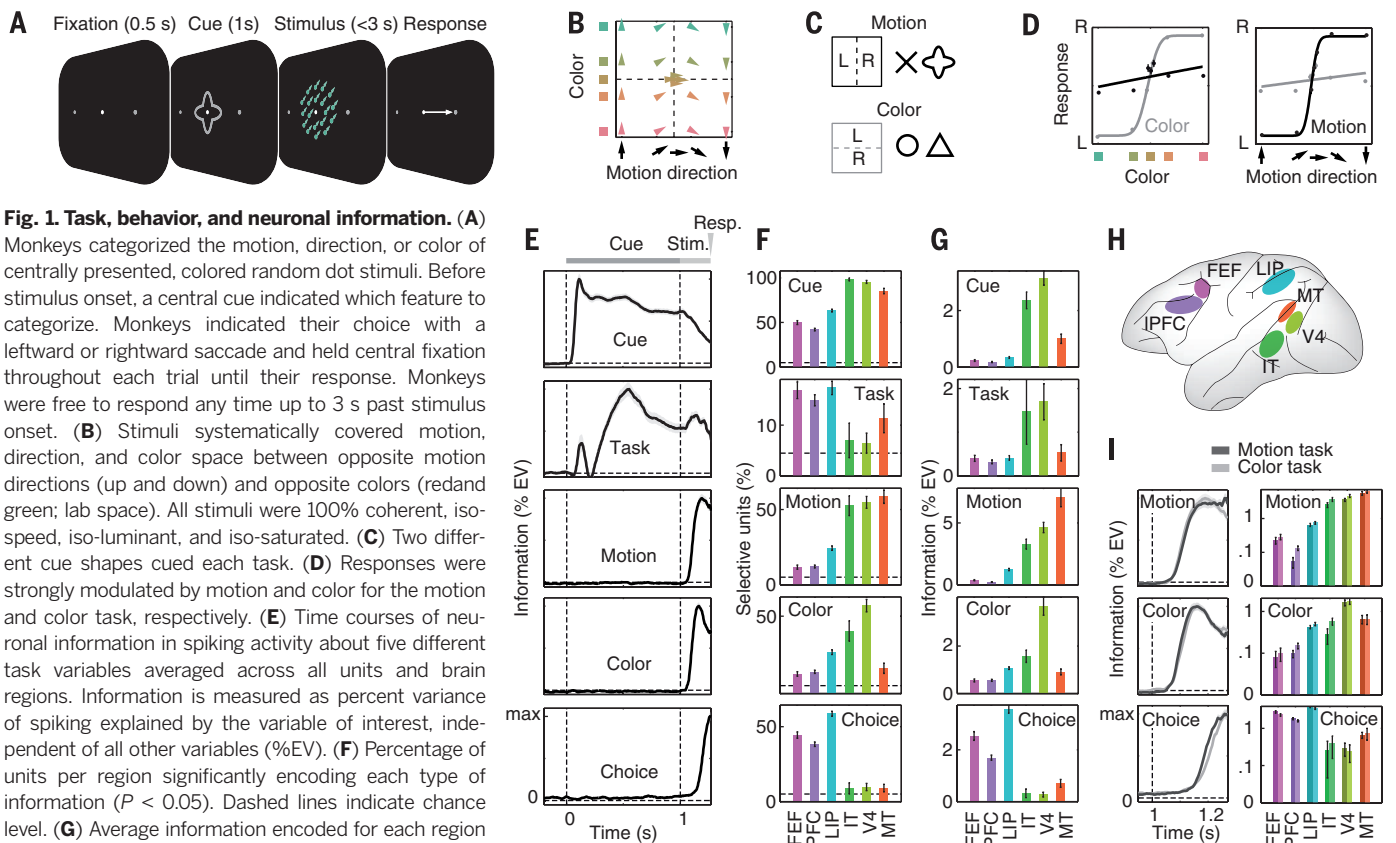 A
Fixation (0.5 s) Cue (1s) Stimulus (<3 s) Response
B
Color
Motion direction
C
Motion
L R
Color
L
R
D
Response
R
L
Color
Color
Motion
Motion direction
Fig. 1. Task, behavior, and neuronal information. (A)
Monkeys categorized the motion, direction, or color of
centrally presented, colored random dot stimuli. Before
stimulus onset, a central cue indicated which feature to
categorize. Monkeys indicated their choice with a
leftward or rightward saccade and held central fixation
throughout each trial until their response. Monkeys
were free to respond any time up to 3 s past stimulus
onset. (B) Stimuli systematically covered motion,
direction, and color space between opposite motion
directions (up and down) and opposite colors (redand
green; lab space). All stimuli were 100% coherent, iso-
speed, iso-luminant, and iso-saturated. (C) Two differ-
ent cue shapes cued each task. (D) Responses were
strongly modulated by motion and color for the motion
and color task, respectively. (E) Time courses of neu-
ronal information in spiking activity about five different
task variables averaged across all units and brain
regions. Information is measured as percent variance
of spiking explained by the variable of interest, inde-
pendent of all other variables (%EV). (F) Percentage of
units per region significantly encoding each type of
information (P < 0.05). Dashed lines indicate chance
level. (G) Average information encoded for each region
E
Cue Stim. Resp.
Information (% EV)
Cue
Task
Motion
Color
Choice
max
0
0 1
Time (s)
F
Selective units (%)
100
50
0
Cue
10
0
Task
50
0
Motion
50
0
Color
50
0
Choice
FEF
PFC
LIP
IT
V4
MT
G
Information (% EV)
2
0
Cue
2
0
Task
5
0
Motion
2
0
Color
2
0
Choice
FEF
PFC
LIP
IT
V4
MT
H
FEF
LIP
MT
lPFC
V4
IT
I
Motion task
Color task
Information (% EV)
Motion
Color
Choice
max
0
1 1.2
Time (s)
Motion
1
.1
0
Color
1
.1
0
Choice
1
.1
0
FEF
PFC
LIP
IT
V4
MT